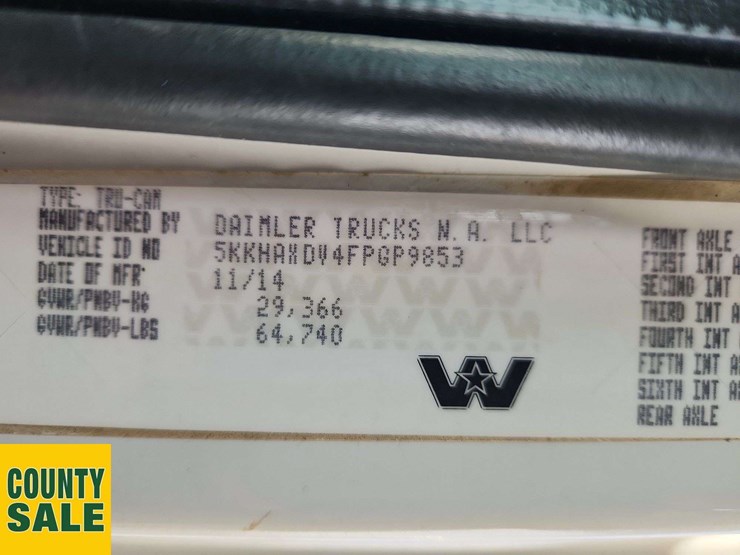 TYPE: TRU-CAN
MANUFACTURED BY DAIMLER TRUCKS N.A. LLC
VEHICLE ID NO 5KKHAXDV4FPGP9853
DATE OF MFR: 11/14
GVWR/PNBV-KG 29,366
GVWR/PNBV-LBS 64,740
FRONT AXLE
FIRST INT A
SECOND INT
THIRD INT A
FOURTH INT
FIFTH INT A
SIXTH INT AX
REAR AXLE
COUNTY
SALE